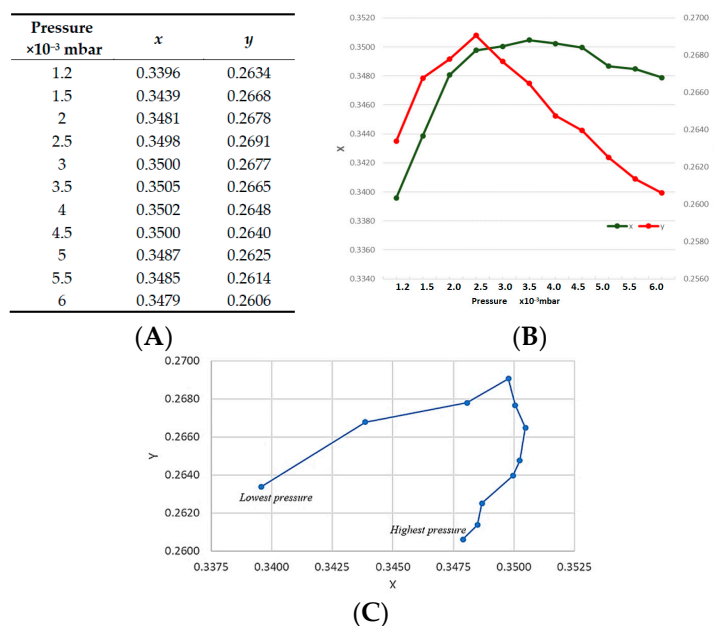 Pressure
×10⁻³ mbar x y
1.2 0.3396 0.2634
1.5 0.3439 0.2668
2 0.3481 0.2678
2.5 0.3498 0.2691
3 0.3500 0.2677
3.5 0.3505 0.2665
4 0.3502 0.2648
4.5 0.3500 0.2640
5 0.3487 0.2625
5.5 0.3485 0.2614
6 0.3479 0.2606
(A)
0.3520
0.3500
0.3480
0.3460
0.3440
0.3420
0.3400
0.3380
0.3360
0.3340
X
0.2700
0.2680
0.2660
0.2640
0.2620
0.2600
0.2580
0.2560
x y
1.2 1.5 2.0 2.5 3.0 3.5 4.0 4.5 5.0 5.5 6.0
Pressure x10⁻³mbar
(B)
0.2700
0.2680
0.2660
0.2640
0.2620
0.2600
Y
Lowest pressure
Highest pressure
0.3375 0.3400 0.3425 0.3450 0.3475 0.3500 0.3525
X
(C)